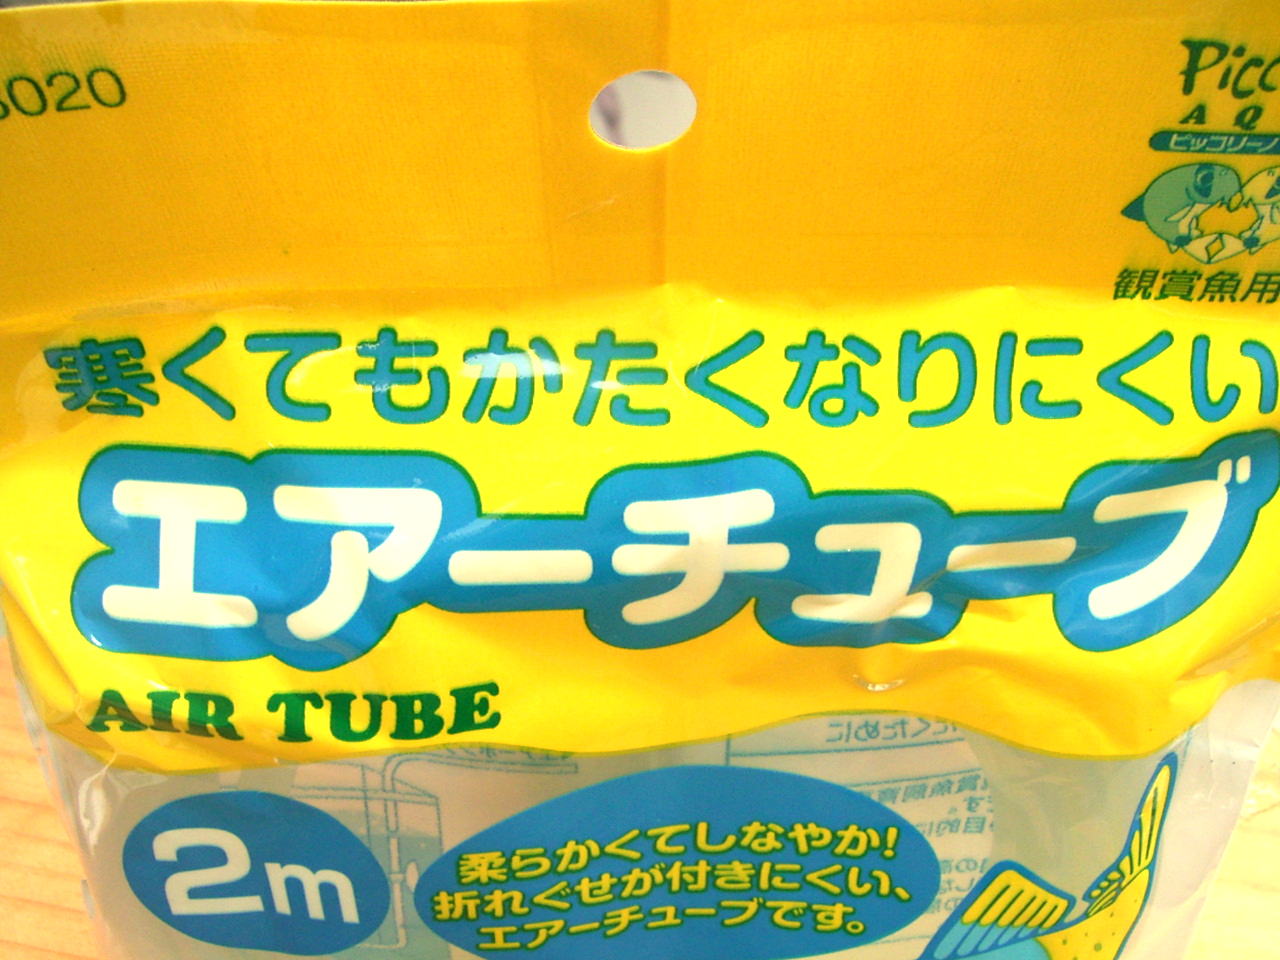 020
Picc
A Q
ピッコリーノ
観賞魚用
寒くてもかたくなりにくい
エアーチューブ
AIR TUBE
2m
柔らかくてしなやか!
折れぐせが付きにくい、
エアーチューブです。